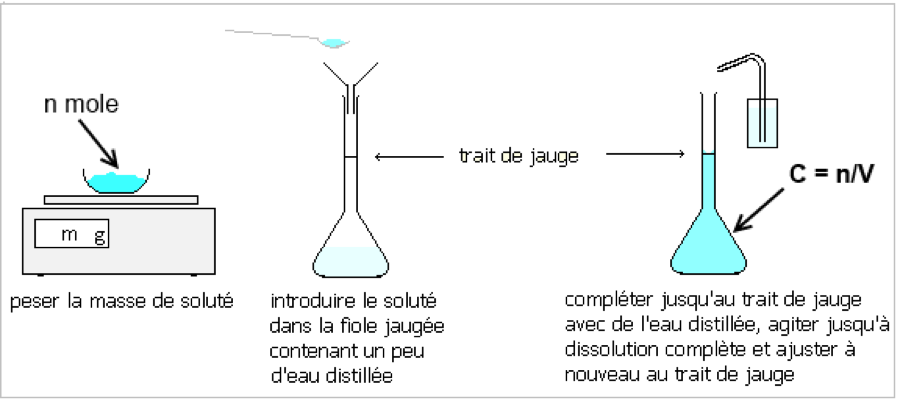 n mole
m g
peser la masse de soluté
introduire le soluté
dans la fiole jaugée
contenant un peu
d'eau distillée
trait de jauge
C = n/V
compléter jusqu'au trait de jauge
avec de l'eau distillée, agiter jusqu'à
dissolution complète et ajuster à
nouveau au trait de jauge